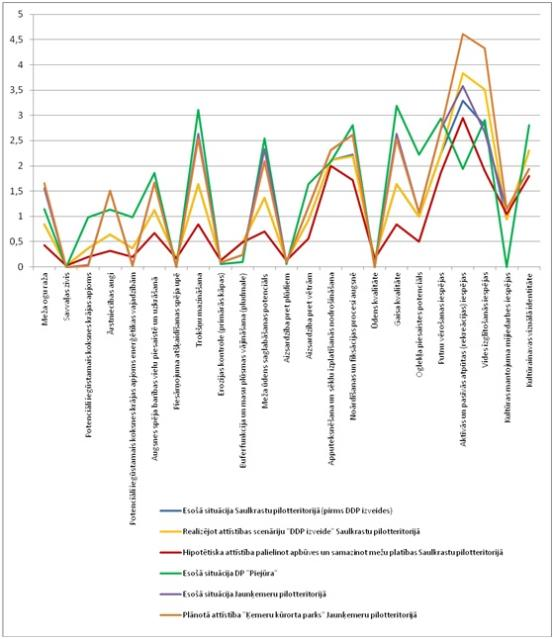 5
4,5
4
3,5
3
2,5
2
1,5
1
0,5
0
Meža oguraža
Savvaļas zivis
Potenciāli iegūstamais koksnes krājas apjoms
Ārstniecības augi
Potenciāli iegūstamais koksnes krājas apjoms enerģētikas vajadzībām
Augsnes spēja barības vielu piesaistē un uzkrāšanā
Piesārņojuma atšķaidīšanas spēja upē
Trokšņu mazināšana
Erozijas kontrole (primārās kāpas)
Buferfunkcija un masu plūsmas vājināšana (pludmale)
Meža ūdens saglabāšanas potenciāls
Aizsardzība pret plūdiem
Aizsardzība pret vētrām
Apputeksnēšana un sēklu izplatīšanās nodrošināšana
Noārdīšanas un fiksācijas procesi augsnē
Ūdens kvalitāte
Gaisa kvalitāte
Oglekļa piesaistes potenciāls
Putnu vērošanas iespējas
Aktīvās un pasīvās atpūtas (rekreācijas) iespējas
Vides izglītošanās iespējas
Kultūras mantojuma mijiedarbes iespējas
Kultūrainavas vizuālā identitāte
Esošā situācija Saulkrastu pilotteritorijā (pirms DDP izveides)
Realizējot attīstības scenāriju "DDP izveide" Saulkrastu pilotteritorijā
Hipotētiska attīstība palielinot apbūves un samazinot mežu platības Saulkrastu pilotteritorijā
Esošā situācija DP "Piejūra"
Esošā situācija Jaunķemeru pilotteritorijā
Plānotā attīstība "Ķemeru kūrorta parks" Jaunķemeru pilotteritorijā